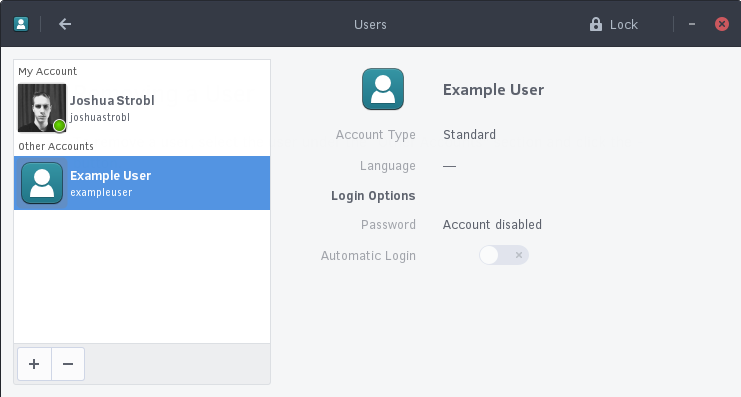 Users
Lock
My Account
Joshua Strobl
joshuastrobl
Other Accounts
Example User
exampleuser
Example User
Account Type Standard
Language —
Login Options
Password Account disabled
Automatic Login